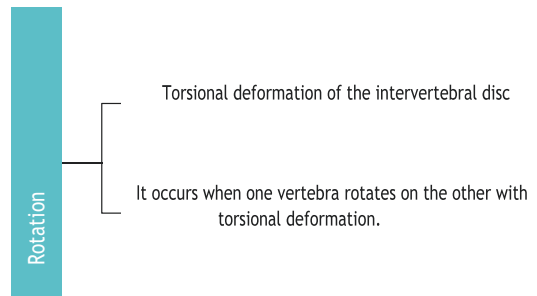 Rotation
Torsional deformation of the intervertebral disc
It occurs when one vertebra rotates on the other with
torsional deformation.